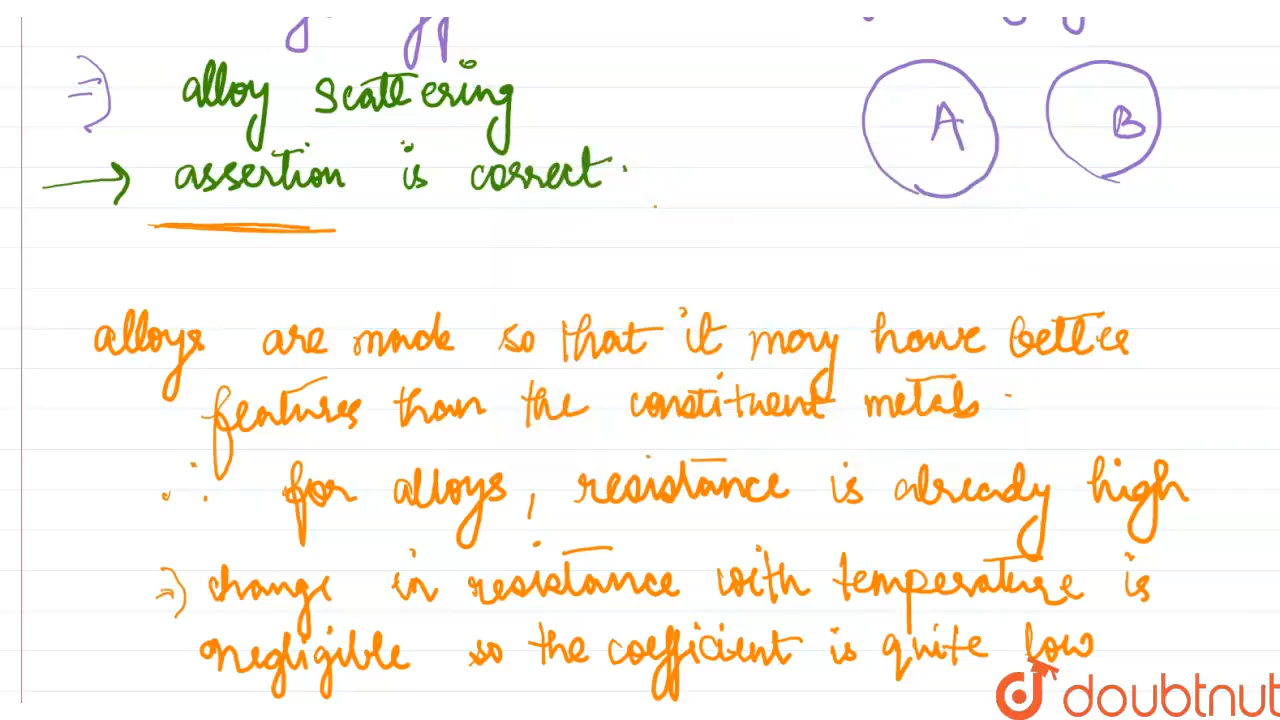 ⇒ alloy scattering
A B
→ assertion is correct.
alloys are made so that it may have better
features than the constituent metals.
∴ for alloys, resistance is already high
⇒ change in resistance with temperature is
negligible so the coefficient is quite low
doubtnut